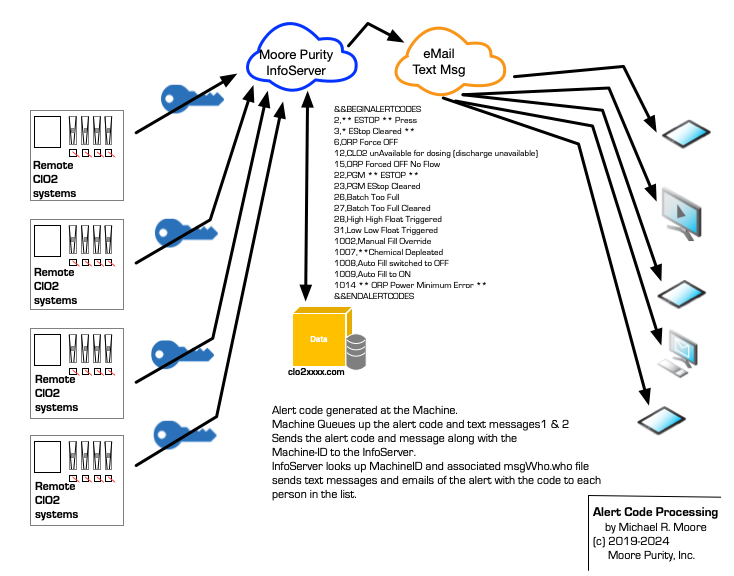 Moore Purity
InfoServer
eMail
Text Msg
&&BEGINALERTCODES
2,** ESTOP ** Press
3,* EStop Cleared **
6,ORP Force OFF
12,CLO2 unAvailable for dosing (discharge unavailable)
15,ORP Forced OFF No Flow
22,PGM ** ESTOP **
23,PGM EStop Cleared
26,Batch Too Full
27,Batch Too Full Cleared
28,High High Float Triggered
31,Low Low Float Triggered
1002,Manual Fill Override
1007,**Chemical Depleated
1008,Auto Fill switched to OFF
1009,Auto Fill to ON
1014 ** ORP Power Minimum Error **
&&ENDALERTCODES
Remote
ClO2
systems
Remote
ClO2
systems
Remote
ClO2
systems
Remote
ClO2
systems
Data
clo2xxxx.com
Alert code generated at the Machine.
Machine Queues up the alert code and text messages1 & 2
Sends the alert code and message along with the
Machine-ID to the InfoServer.
InfoServer looks up MachineID and associated msgWho.who file
sends text messages and emails of the alert with the code to each
person in the list.
Alert Code Processing
by Michael R. Moore
(c) 2019-2024
Moore Purity, Inc.